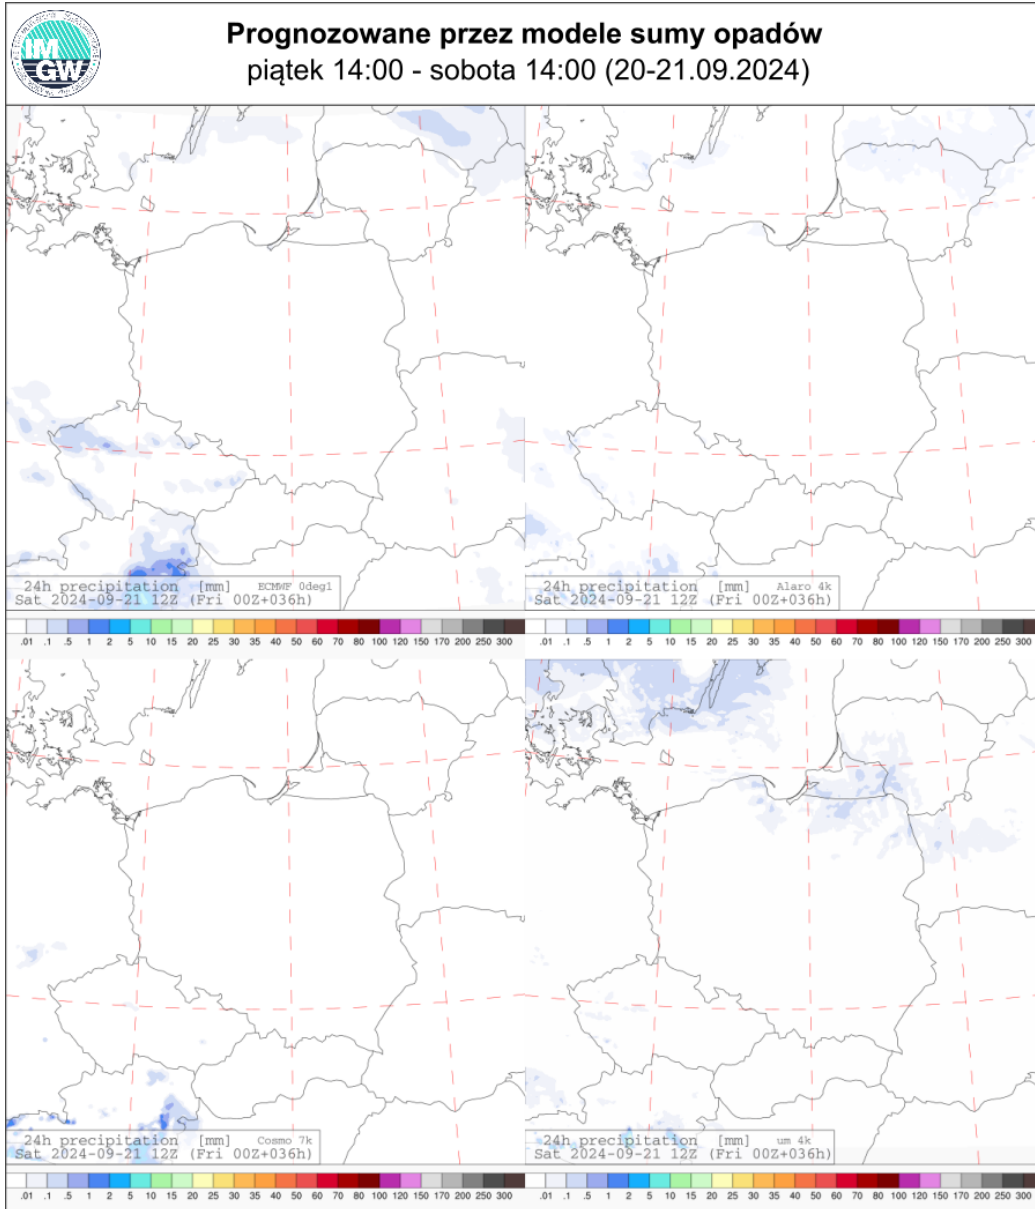 IM
GW
Prognozowane przez modele sumy opadów
piątek 14:00 - sobota 14:00 (20-21.09.2024)
24h precipitation [mm] ECMWF 0deg1
Sat 2024-09-21 12Z (Fri 00Z+036h)
.01 .1 .5 1 2 5 10 15 20 25 30 35 40 50 60 70 80 100 120 150 170 200 250 300
24h precipitation [mm] Alaro 4k
Sat 2024-09-21 12Z (Fri 00Z+036h)
.01 .1 .5 1 2 5 10 15 20 25 30 35 40 50 60 70 80 100 120 150 170 200 250 300
24h precipitation [mm] Cosmo 7k
Sat 2024-09-21 12Z (Fri 00Z+036h)
.01 .1 .5 1 2 5 10 15 20 25 30 35 40 50 60 70 80 100 120 150 170 200 250 300
24h precipitation [mm] um 4k
Sat 2024-09-21 12Z (Fri 00Z+036h)
.01 .1 .5 1 2 5 10 15 20 25 30 35 40 50 60 70 80 100 120 150 170 200 250 300